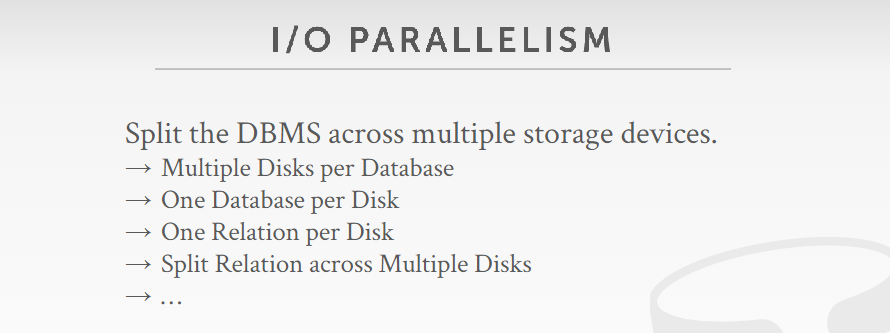 I/O PARALLELISM
Split the DBMS across multiple storage devices.
→ Multiple Disks per Database
→ One Database per Disk
→ One Relation per Disk
→ Split Relation across Multiple Disks
→ …